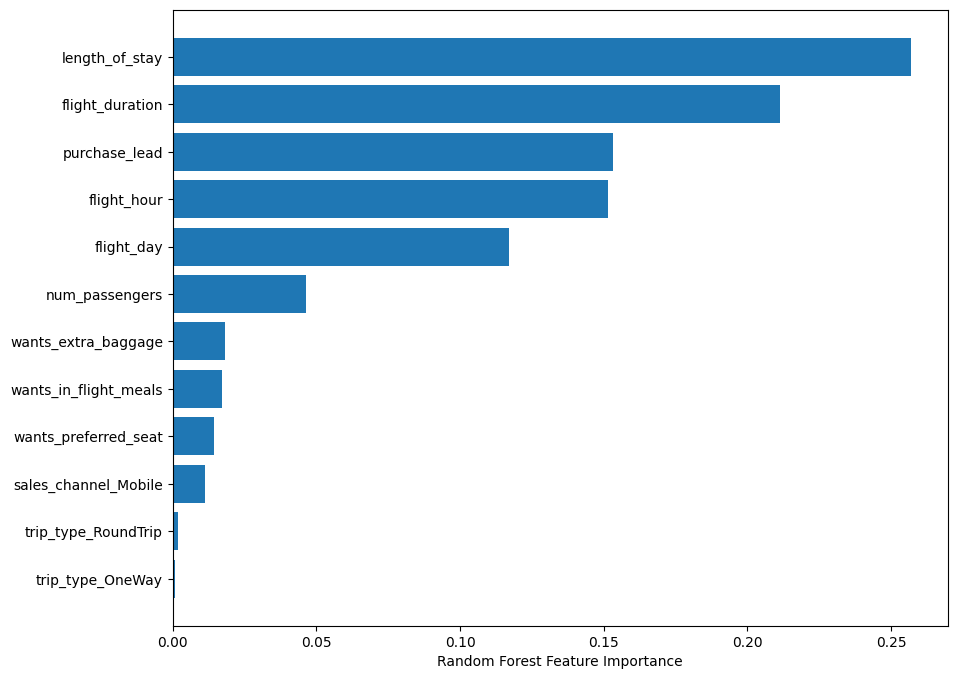 length_of_stay
flight_duration
purchase_lead
flight_hour
flight_day
num_passengers
wants_extra_baggage
wants_in_flight_meals
wants_preferred_seat
sales_channel_Mobile
trip_type_RoundTrip
trip_type_OneWay
0.00 0.05 0.10 0.15 0.20 0.25
Random Forest Feature Importance